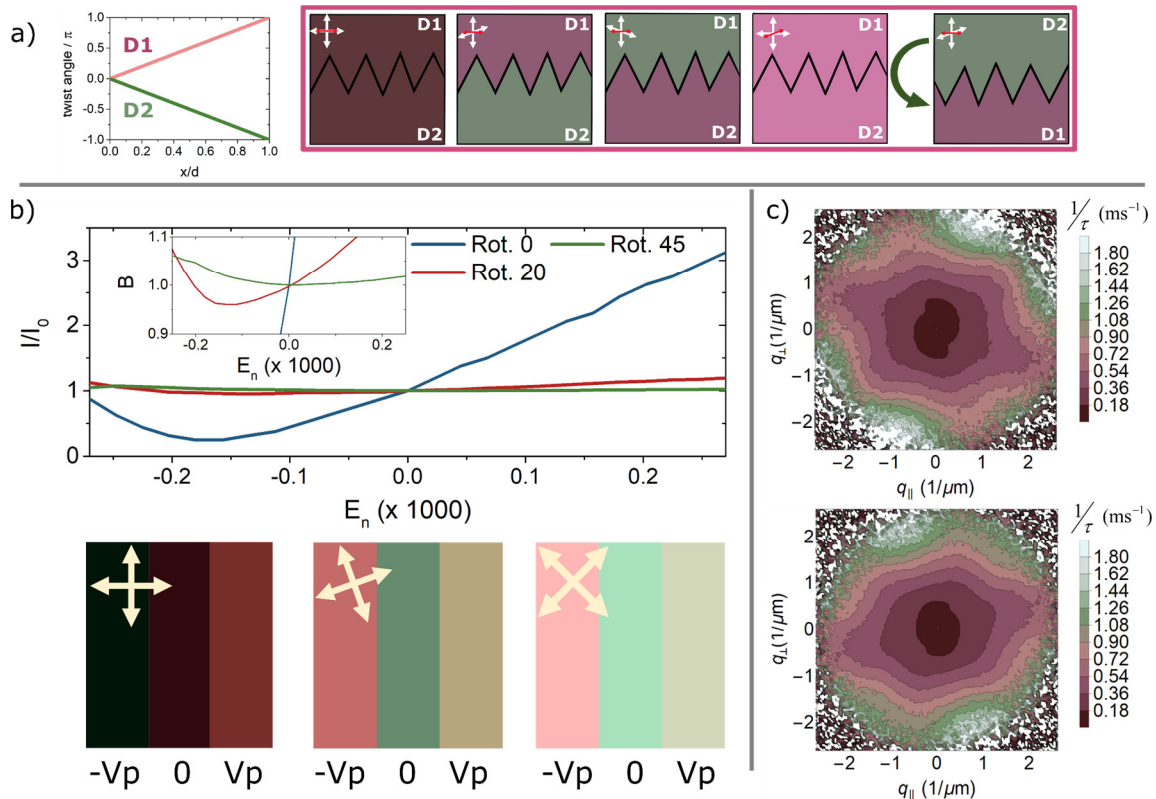 a)
1.0
0.5
0.0
-0.5
-1.0
twist angle / π
D1
D2
0.0 0.2 0.4 0.6 0.8 1.0
x/d
D1 D1 D1 D1 D2
D2 D2 D2 D2 D1
b)
3
2
1
0
I/I0
Rot. 0 Rot. 45
Rot. 20
1.1
1.0
0.9
B
-0.2 0.0 0.2
En (x 1000)
-0.2 -0.1 0.0 0.1 0.2
En (x 1000)
-Vp 0 Vp
-Vp 0 Vp
-Vp 0 Vp
c)
2
1
0
−1
−2
q⊥ (1/μm)
−2 −1 0 1 2
q|| (1/μm)
1/τ (ms⁻¹)
1.80
1.62
1.44
1.26
1.08
0.90
0.72
0.54
0.36
0.18
2
1
0
−1
−2
q⊥(1/μm)
−2 −1 0 1 2
q|| (1/μm)
1/τ (ms⁻¹)
1.80
1.62
1.44
1.26
1.08
0.90
0.72
0.54
0.36
0.18